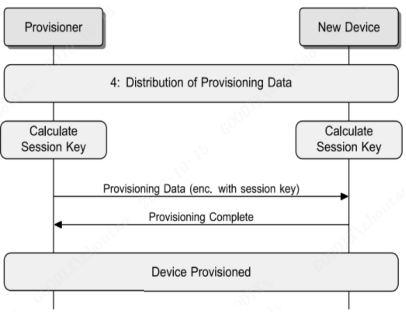 Provisioner
New Device
4: Distribution of Provisioning Data
Calculate
Session Key
Calculate
Session Key
Provisioning Data (enc. with session key)
Provisioning Complete
Device Provisioned